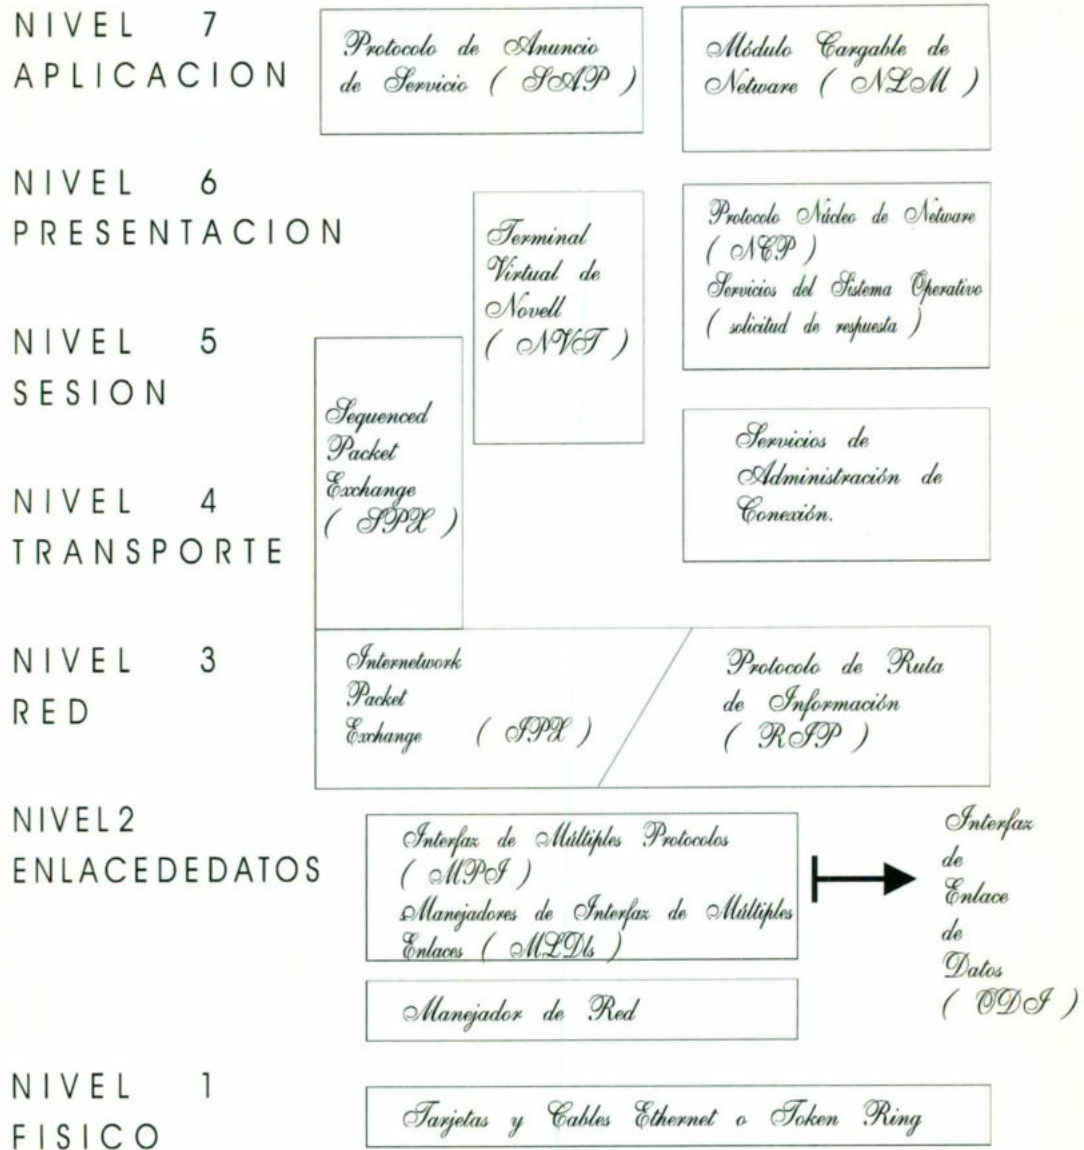 NIVEL 7
APLICACION
Protocolo de Anuncio
de Servicio ( SAP )
Módulo Cargable de
Netware ( NLM )
NIVEL 6
PRESENTACION
Terminal
Virtual de
Novell
( NVT )
Protocolo Núcleo de Netware
( NCP )
Servicios del Sistema Operativo
( solicitud de respuesta )
NIVEL 5
SESION
Sequenced
Packet
Exchange
( SPX )
Servicios de
Administración de
Conexión.
NIVEL 4
TRANSPORTE
NIVEL 3
RED
Internetwork
Packet
Exchange ( IPX )
Protocolo de Ruta
de Información
( RIP )
NIVEL2
ENLACEDEDATOS
Interfaz de Múltiples Protocolos
( MPI )
Manejadores de Interfaz de Múltiples
Enlaces ( MLDls )
Interfaz
de
Enlace
de
Datos
( ODI )
Manejador de Red
NIVEL 1
FISICO
Tarjetas y Cables Ethernet o Token Ring